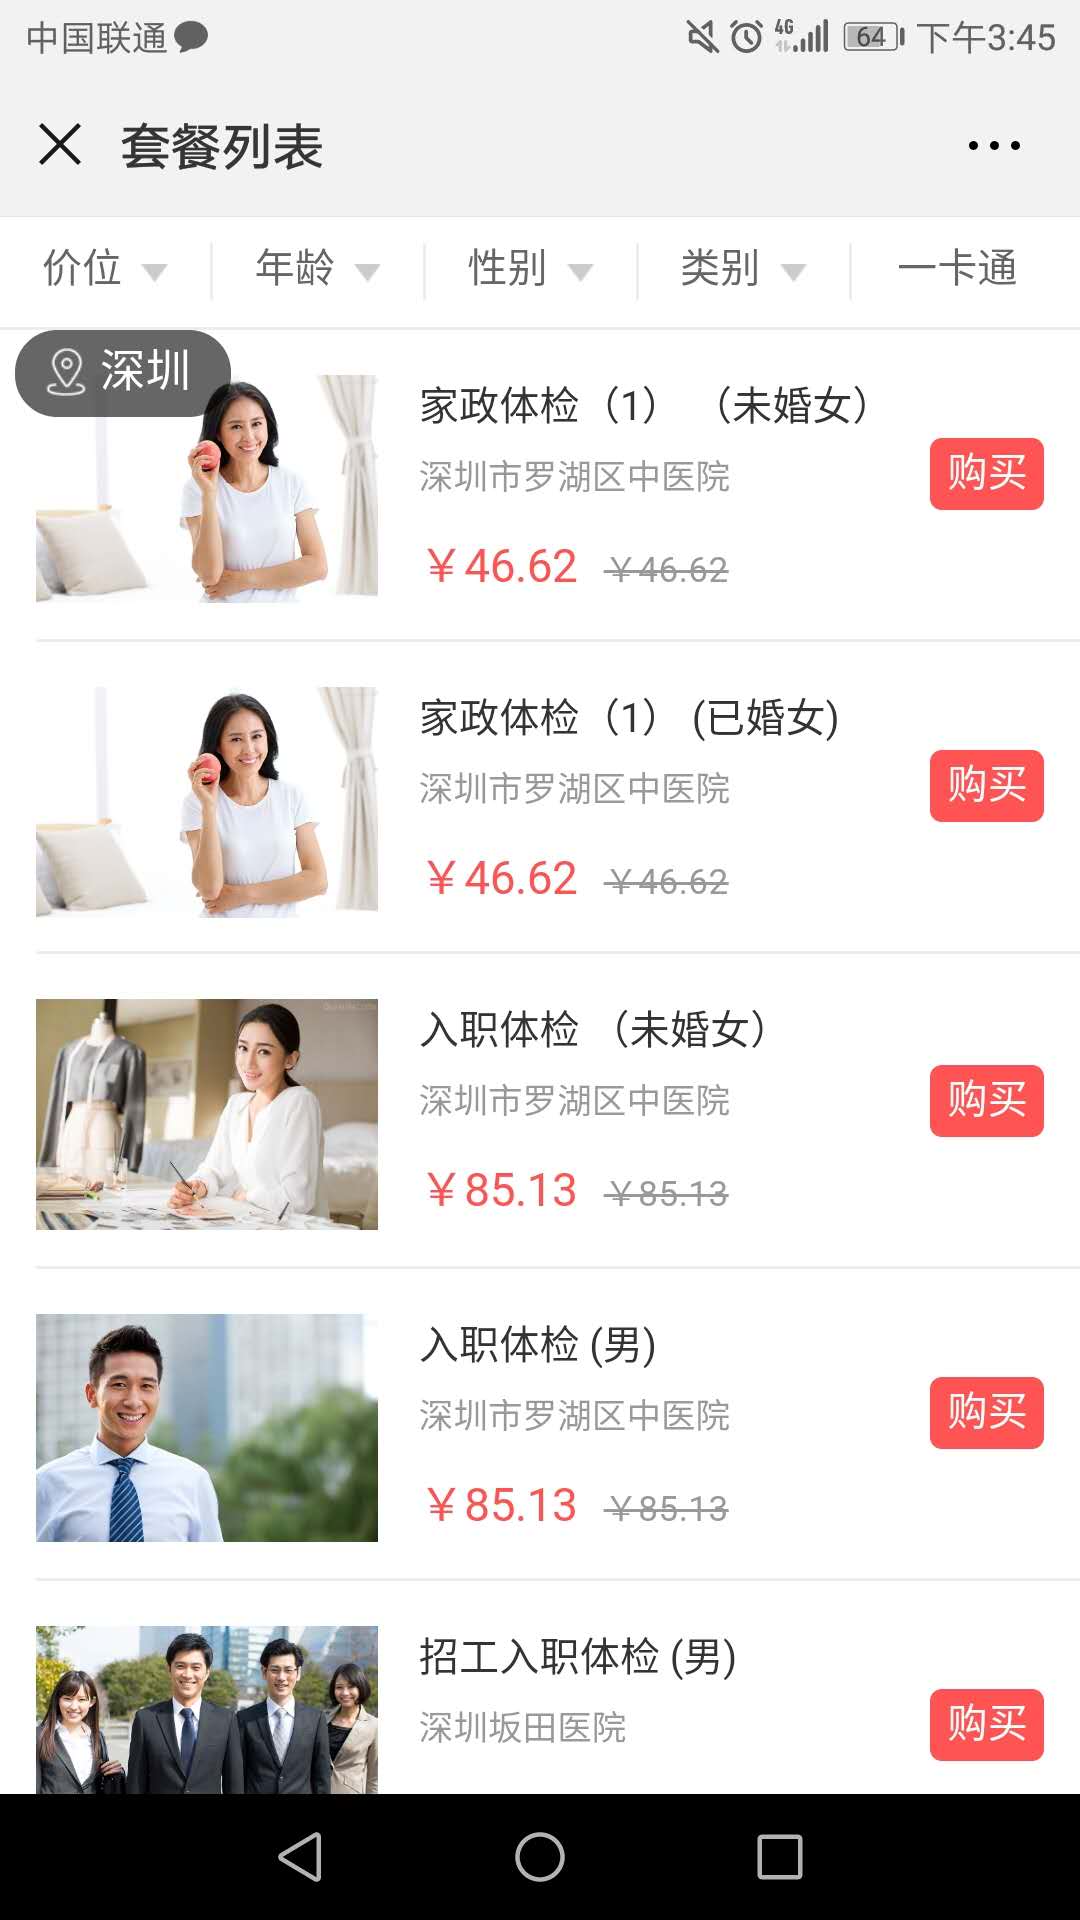 中国联通 4G 64 下午3:45
套餐列表
价位 年龄 性别 类别 一卡通
深圳
家政体检（1） （未婚女）
深圳市罗湖区中医院
购买
￥46.62 ￥46.62
家政体检（1） (已婚女)
深圳市罗湖区中医院
购买
￥46.62 ￥46.62
入职体检 （未婚女）
深圳市罗湖区中医院
购买
￥85.13 ￥85.13
入职体检 (男)
深圳市罗湖区中医院
购买
￥85.13 ￥85.13
招工入职体检 (男)
深圳坂田医院
购买